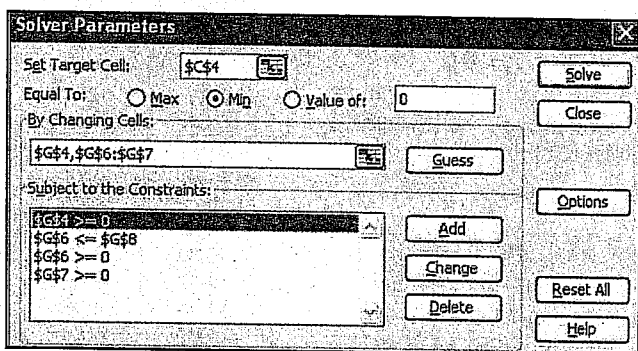 Solver Parameters
Set Target Cell: $C$4
Solve
Equal To: Max Min Value of: 0
Close
By Changing Cells:
$G$4,$G$6:$G$7
Guess
Subject to the Constraints:
Options
$G$4 >= 0
$G$6 <= $G$8
$G$6 >= 0
$G$7 >= 0
Add
Change
Delete
Reset All
Help